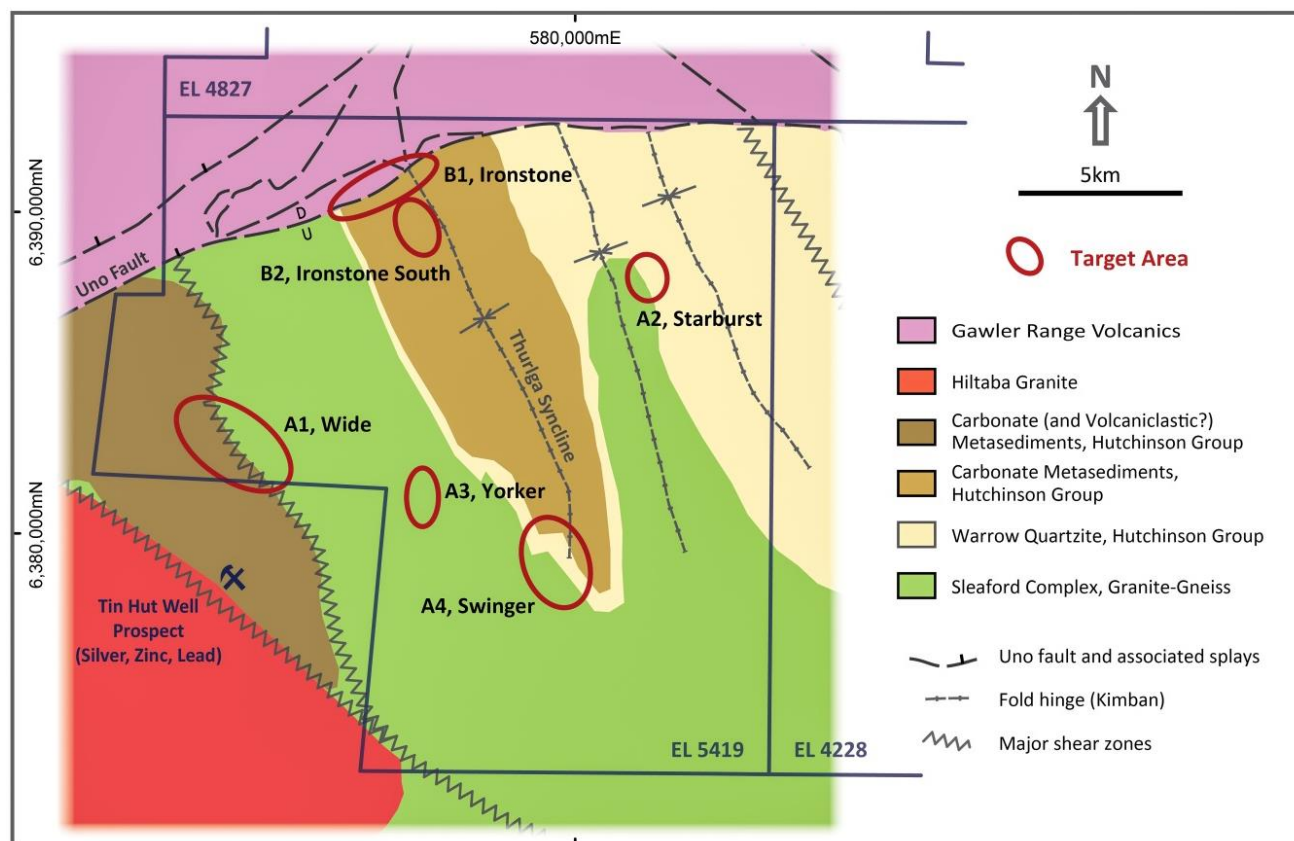 580,000mE
EL 4827
N
5km
6,390,000mN
B1, Ironstone
D
U
Target Area
Uno Fault
B2, Ironstone South
A2, Starburst
Thurlga Syncline
Gawler Range Volcanics
Hiltaba Granite
A1, Wide
Carbonate (and Volcaniclastic?)
Metasediments, Hutchinson Group
Carbonate Metasediments,
Hutchinson Group
A3, Yorker
6,380,000mN
Warrow Quartzite, Hutchinson Group
A4, Swinger
Sleaford Complex, Granite-Gneiss
Tin Hut Well
Prospect
(Silver, Zinc, Lead)
Uno fault and associated splays
Fold hinge (Kimban)
Major shear zones
EL 5419
EL 4228